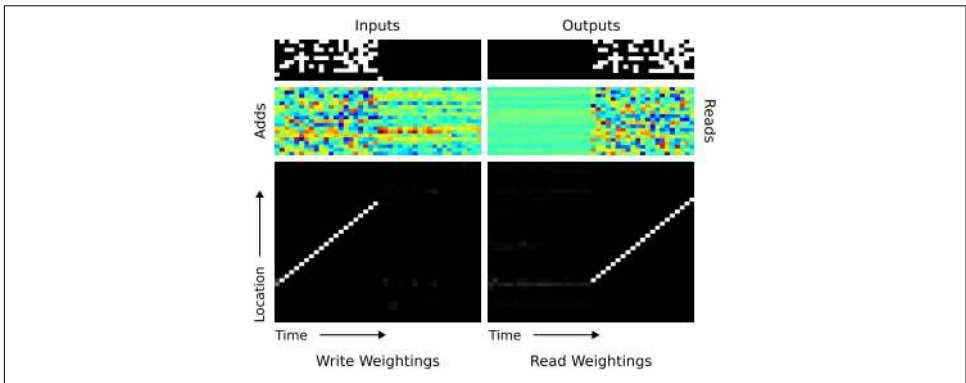 Inputs
Outputs
Adds
Reads
Location
Time
Time
Write Weightings
Read Weightings